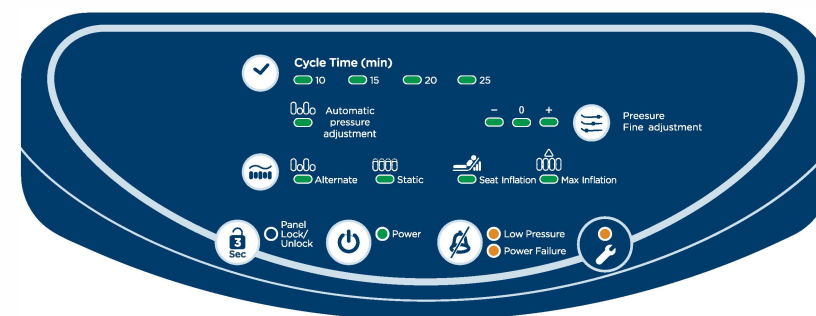 Cycle Time (min)
10 15 20 25
Automatic
pressure
adjustment
− 0 +
Preesure
Fine adjustment
Alternate Static Seat Inflation Max Inflation
3
Sec
Panel
Lock/
Unlock
Power
Low Pressure
Power Failure